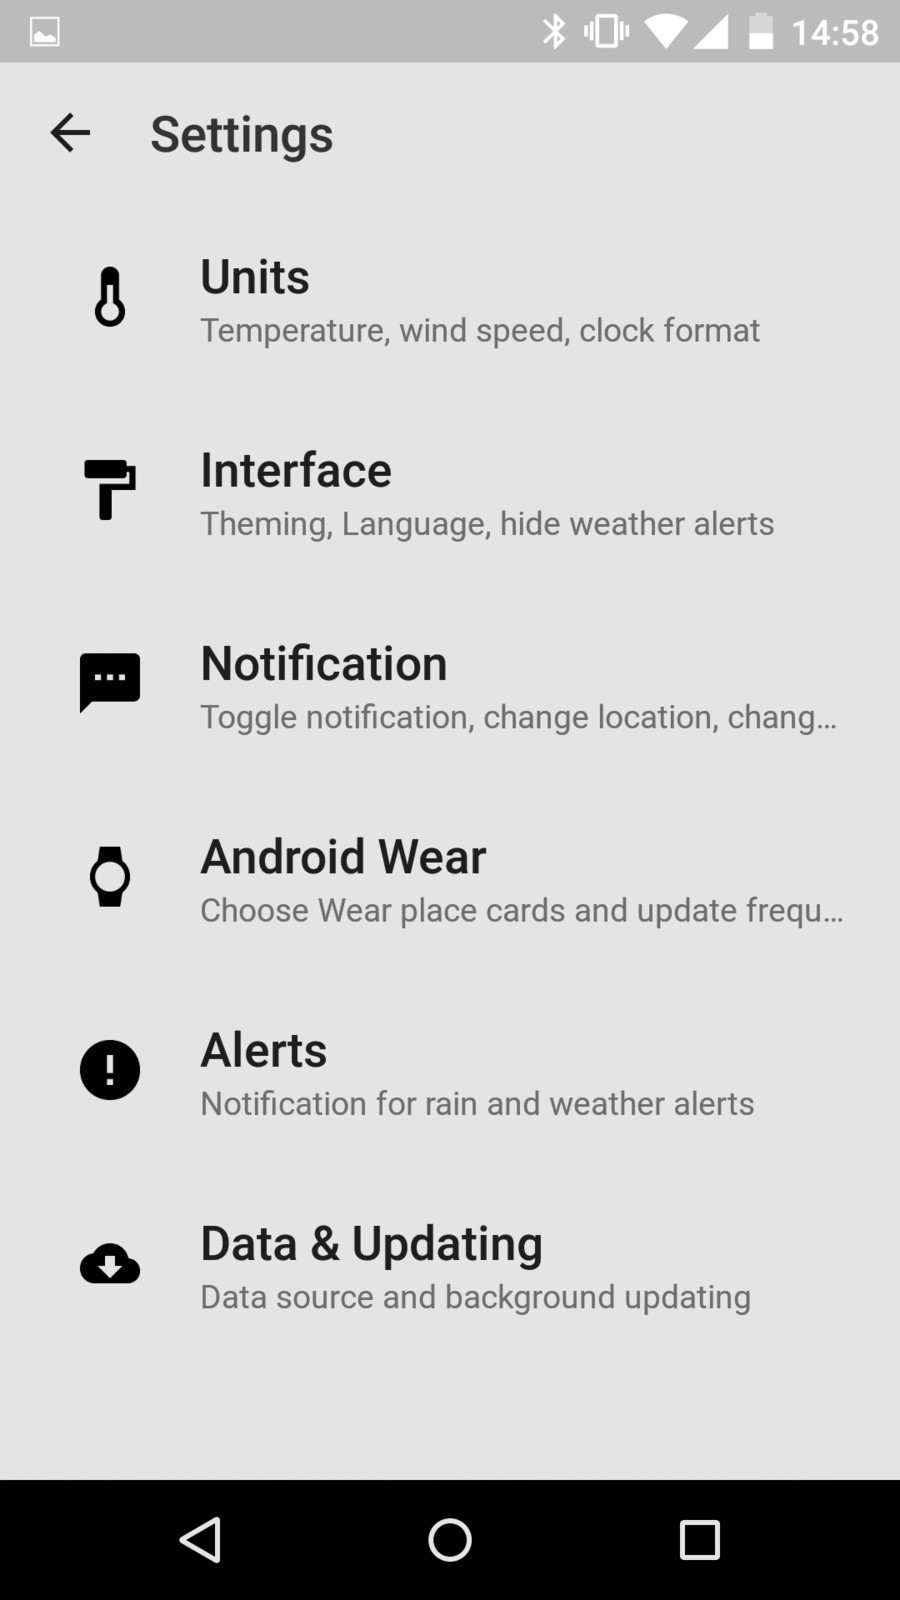 14:58
Settings
Units
Temperature, wind speed, clock format
Interface
Theming, Language, hide weather alerts
Notification
Toggle notification, change location, chang...
Android Wear
Choose Wear place cards and update frequ...
Alerts
Notification for rain and weather alerts
Data & Updating
Data source and background updating